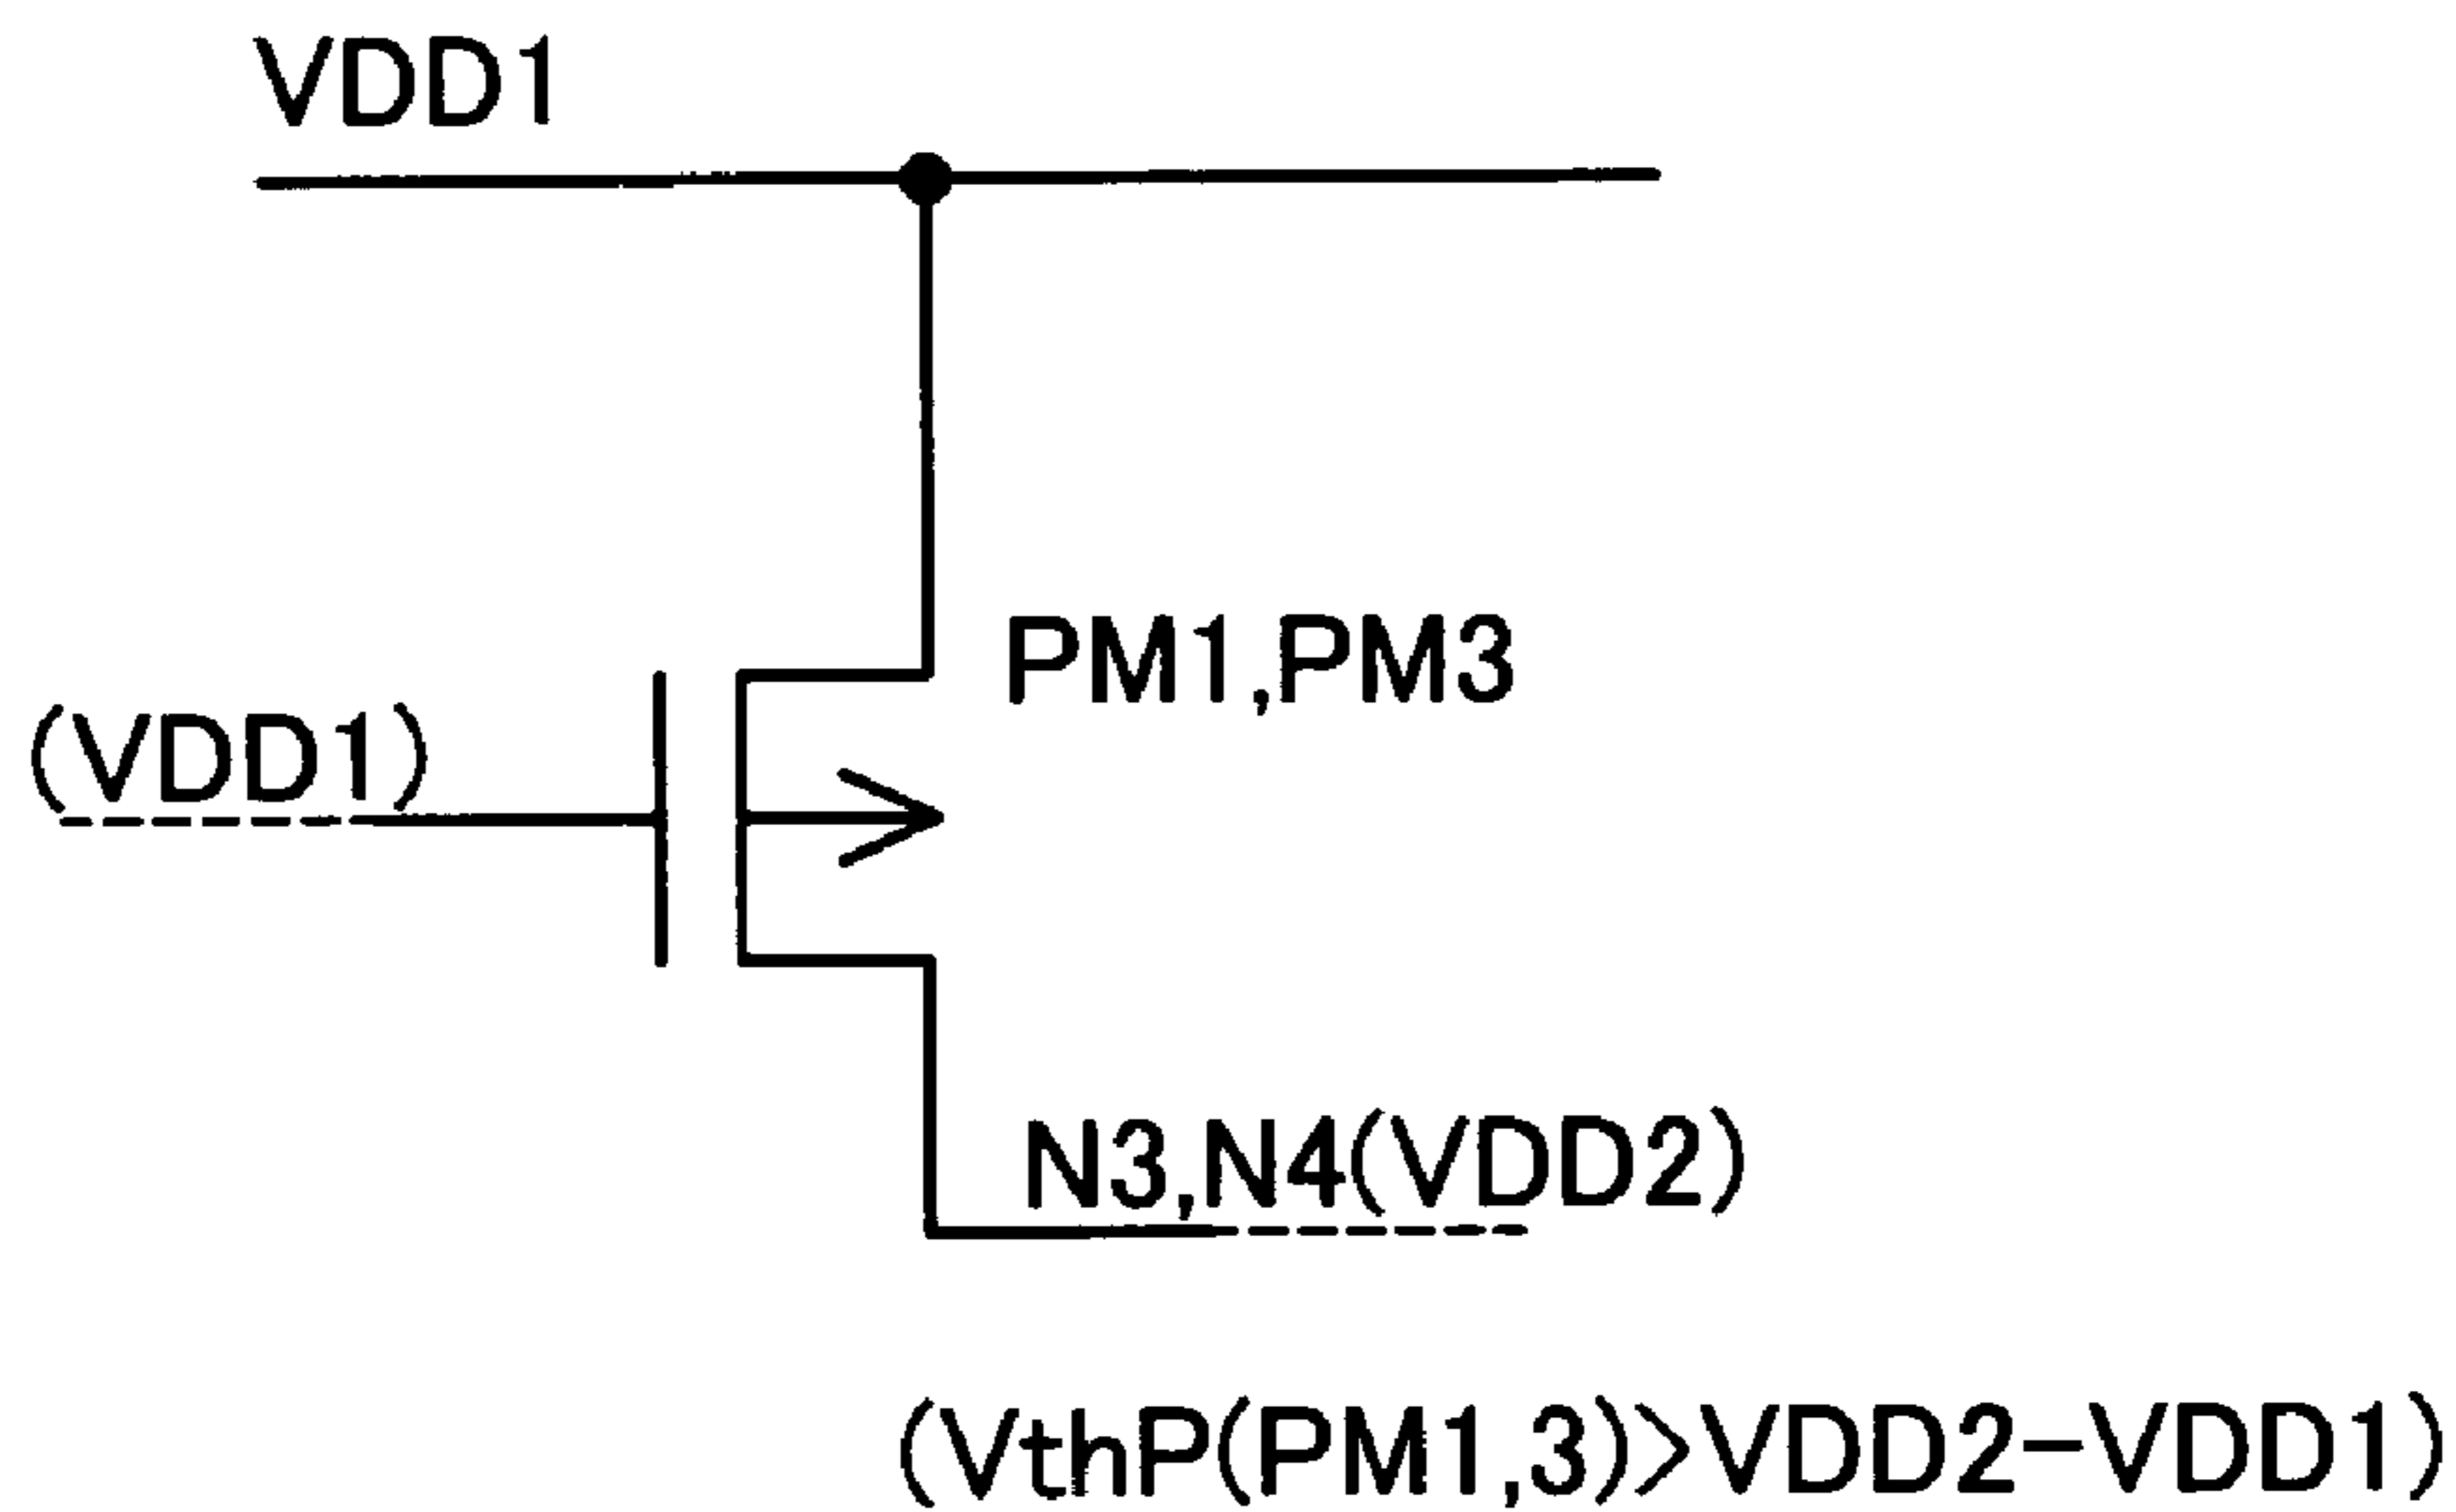 VDD1
PM1,PM3
(VDD1)
N3,N4(VDD2)
(VthP(PM1,3)>VDD2-VDD1)